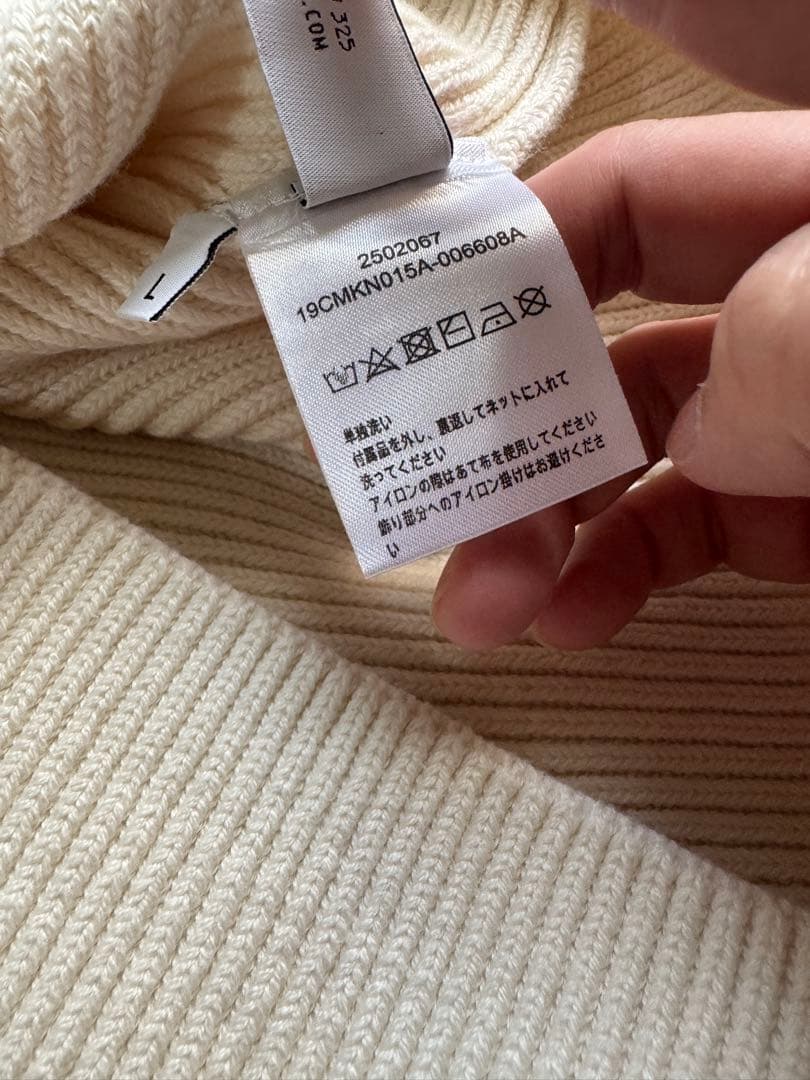 325
.COM
L
2502067
19CMKN015A-006608A
単独洗い
付属品を外し、裏返してネットに入れて
洗ってください
アイロンの際はあて布を使用してください
飾り部分へのアイロン掛けはお避けくださ
い